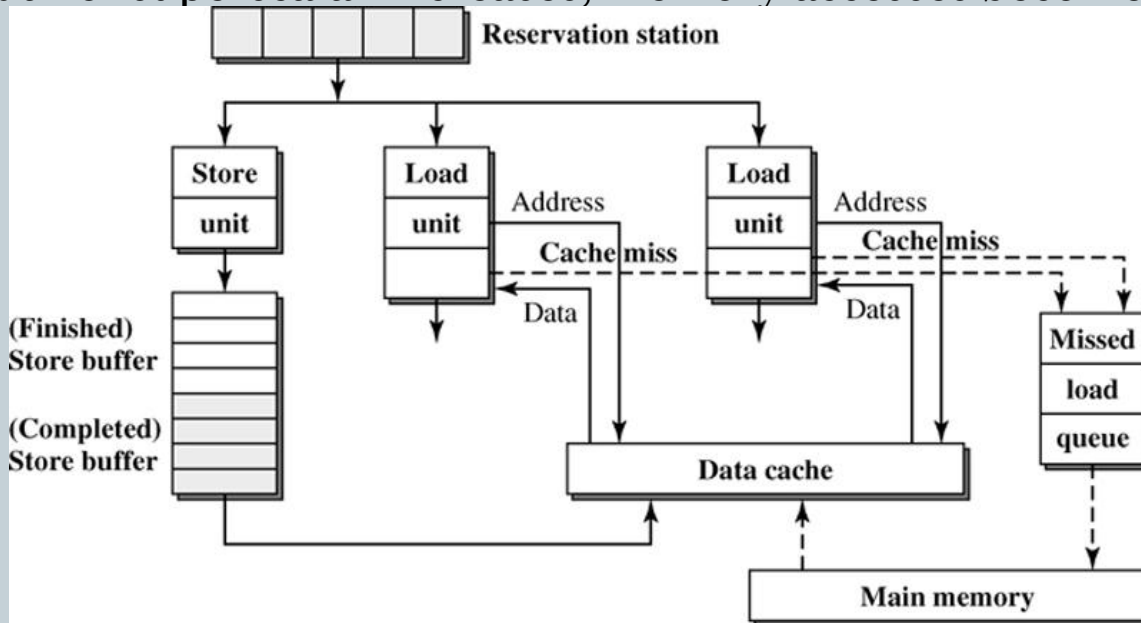 Reservation station
Store
unit
Load
unit
Load
unit
Address
Address
Cache miss
Cache miss
Data
Data
(Finished)
Store buffer
(Completed)
Store buffer
Missed
load
queue
Data cache
Main memory